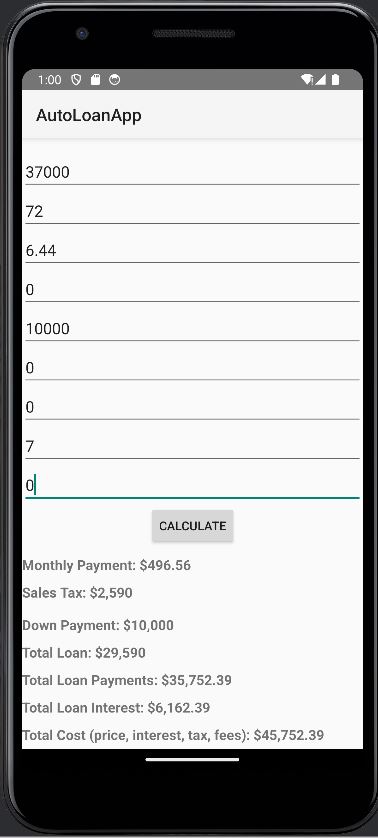 1:00
AutoLoanApp
37000
72
6.44
0
10000
0
0
7
0
CALCULATE
Monthly Payment: $496.56
Sales Tax: $2,590
Down Payment: $10,000
Total Loan: $29,590
Total Loan Payments: $35,752.39
Total Loan Interest: $6,162.39
Total Cost (price, interest, tax, fees): $45,752.39